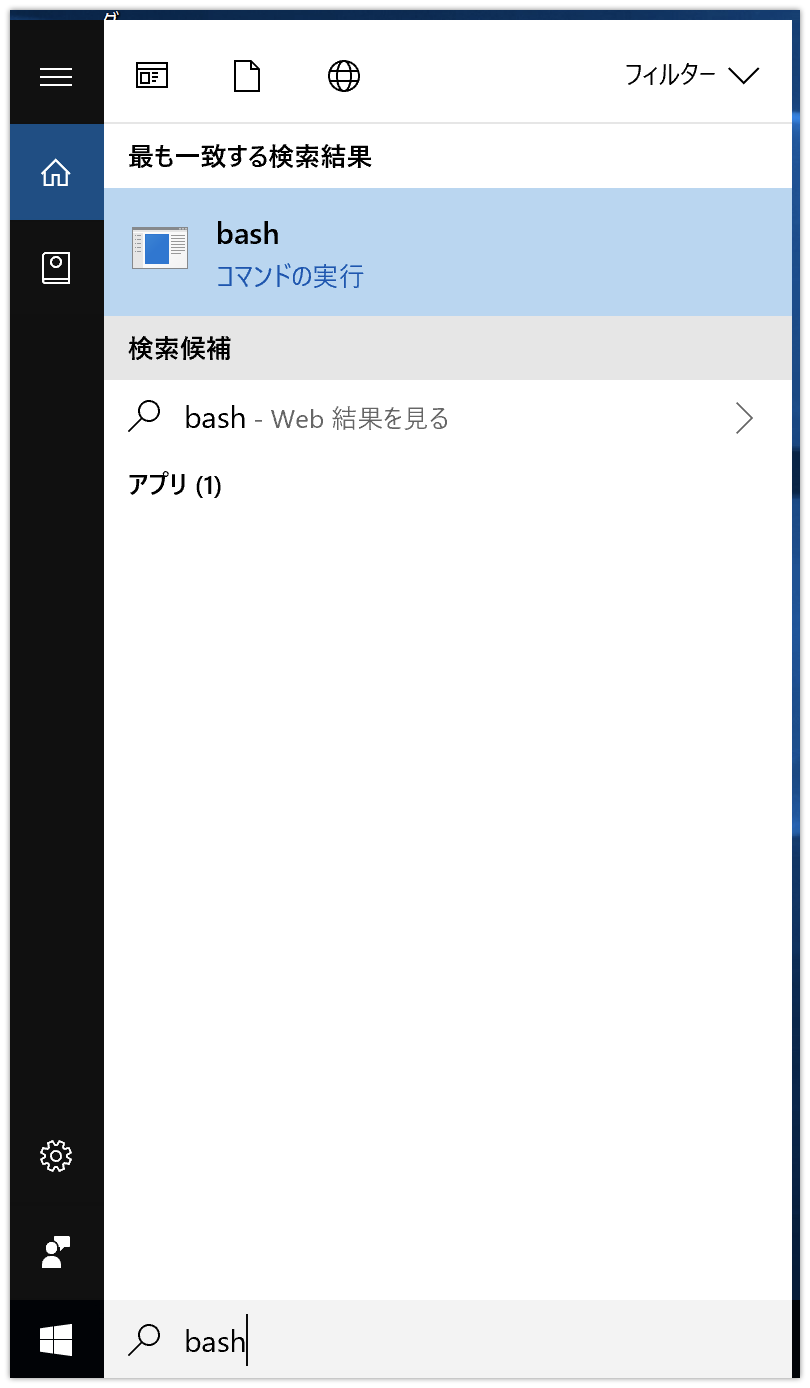 フィルター
最も一致する検索結果
bash
コマンドの実行
検索候補
bash - Web 結果を見る
アプリ (1)
bash